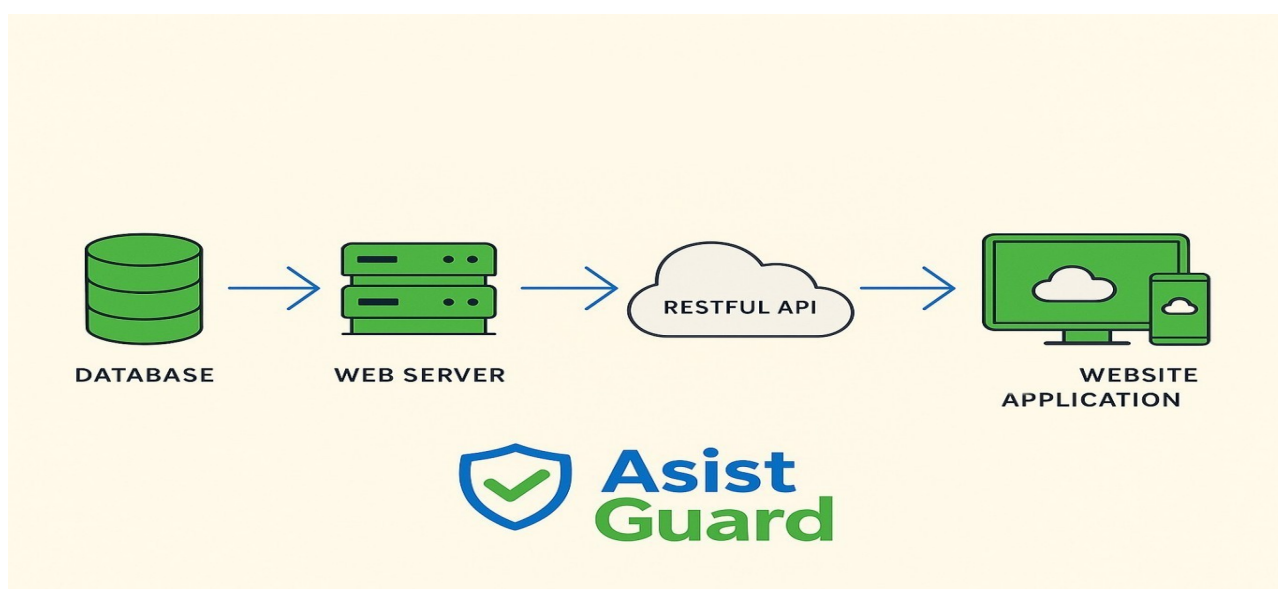 DATABASE
WEB SERVER
RESTFUL API
WEBSITE
APPLICATION
Asist
Guard